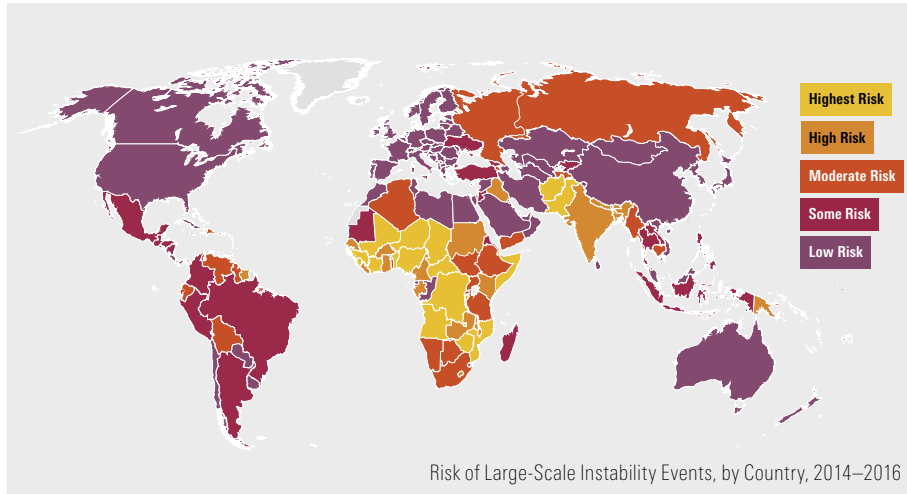 Highest Risk
High Risk
Moderate Risk
Some Risk
Low Risk
Risk of Large-Scale Instability Events, by Country, 2014–2016